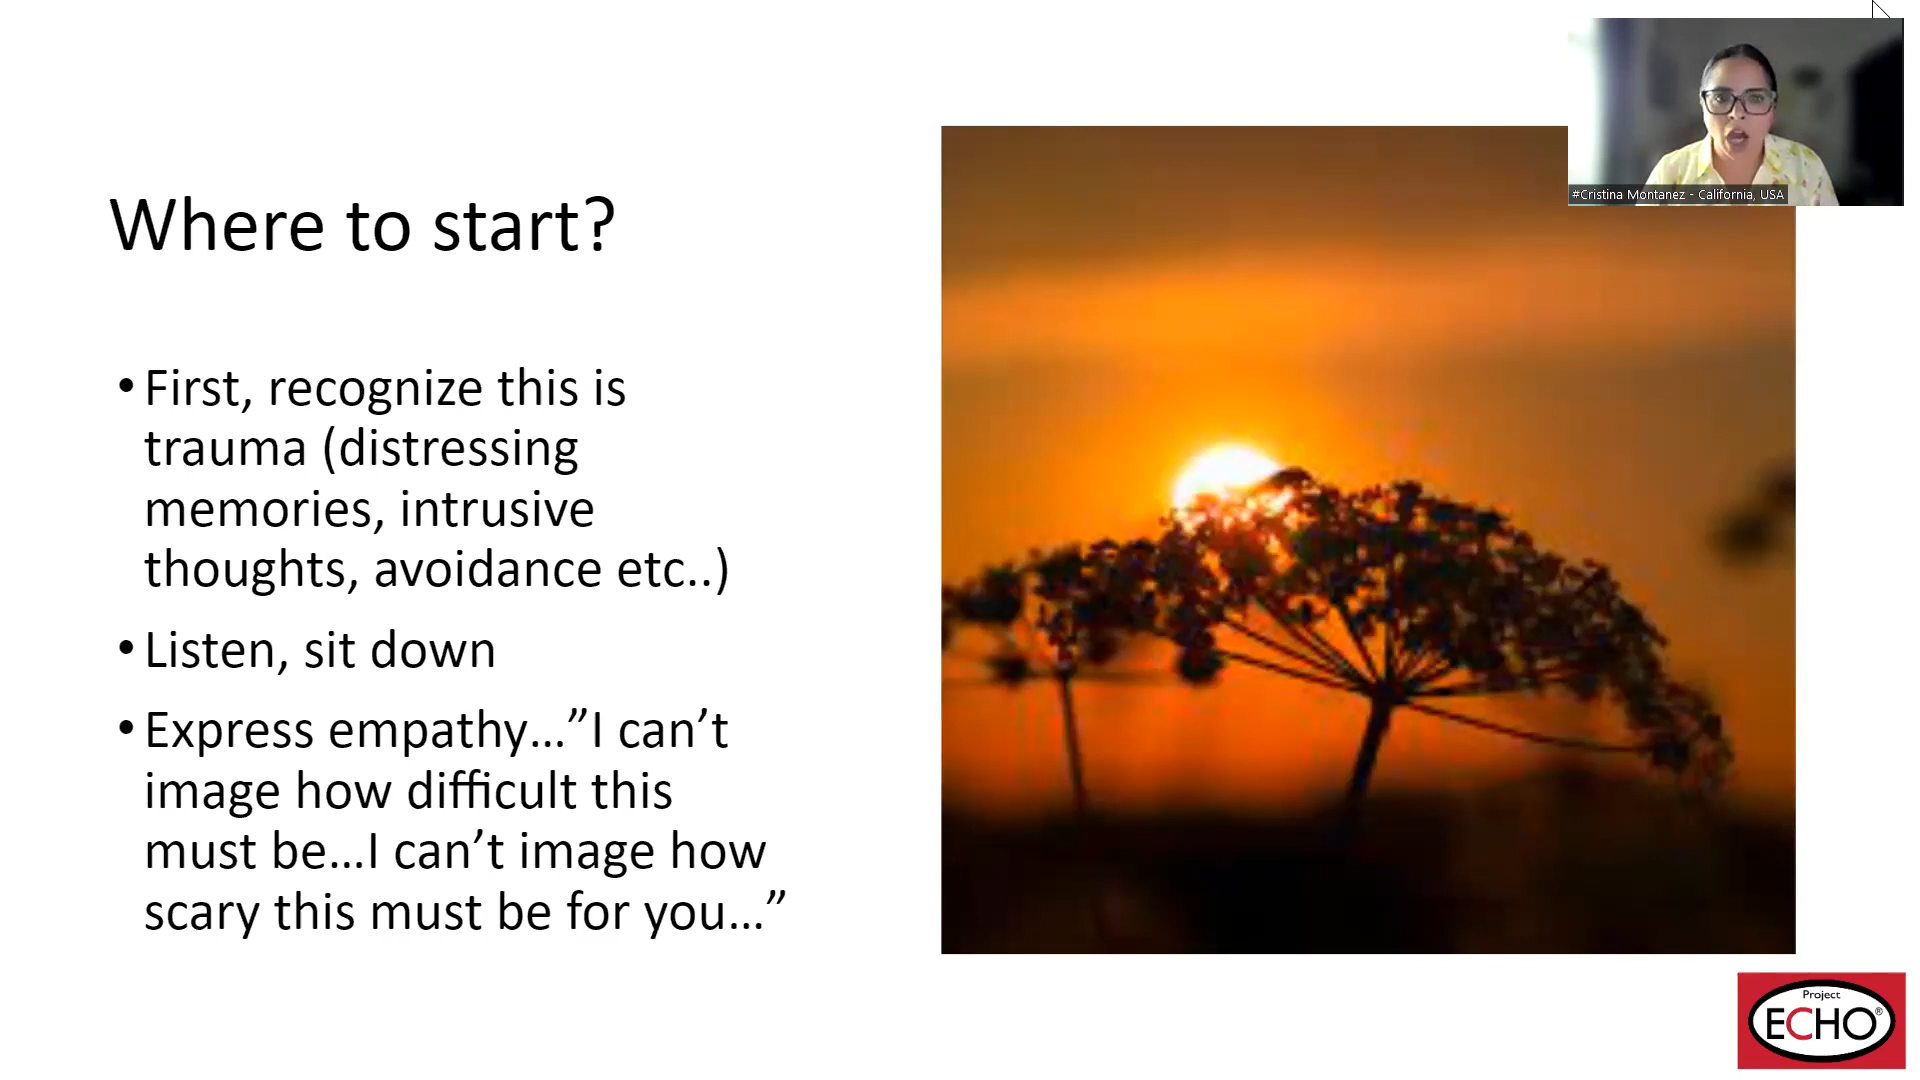 #Cristina Montanez - California, USA
Where to start?
• First, recognize this is
trauma (distressing
memories, intrusive
thoughts, avoidance etc..)
• Listen, sit down
• Express empathy…”I can’t
image how difficult this
must be…I can’t image how
scary this must be for you…”
Project
ECHO®